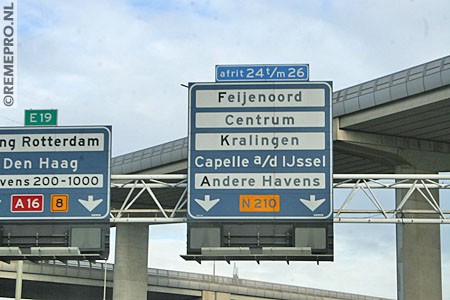 ©REMEPRO.NL
E19
ng Rotterdam
Den Haag
vens 200-1000
A16 8
afrit 24 t/m 26
Feijenoord
Centrum
Kralingen
Capelle a/d IJssel
Andere Havens
N 210